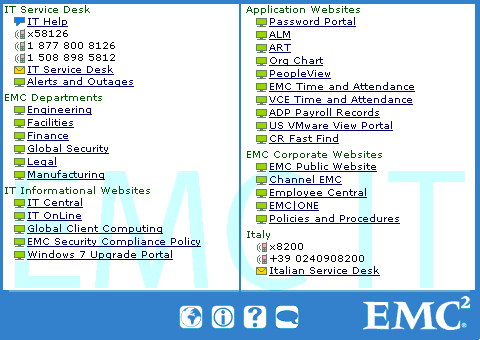 IT Service Desk
IT Help
x58126
1 877 800 8126
1 508 898 5812
IT Service Desk
Alerts and Outages
EMC Departments
Engineering
Facilities
Finance
Global Security
Legal
Manufacturing
IT Informational Websites
IT Central
IT OnLine
Global Client Computing
EMC Security Compliance Policy
Windows 7 Upgrade Portal
Application Websites
Password Portal
ALM
ART
Org Chart
PeopleView
EMC Time and Attendance
VCE Time and Attendance
ADP Payroll Records
US VMware View Portal
CR Fast Find
EMC Corporate Websites
EMC Public Website
Channel EMC
Employee Central
EMC|ONE
Policies and Procedures
Italy
x8200
+39 0240908200
Italian Service Desk
EMC IT
EMC²